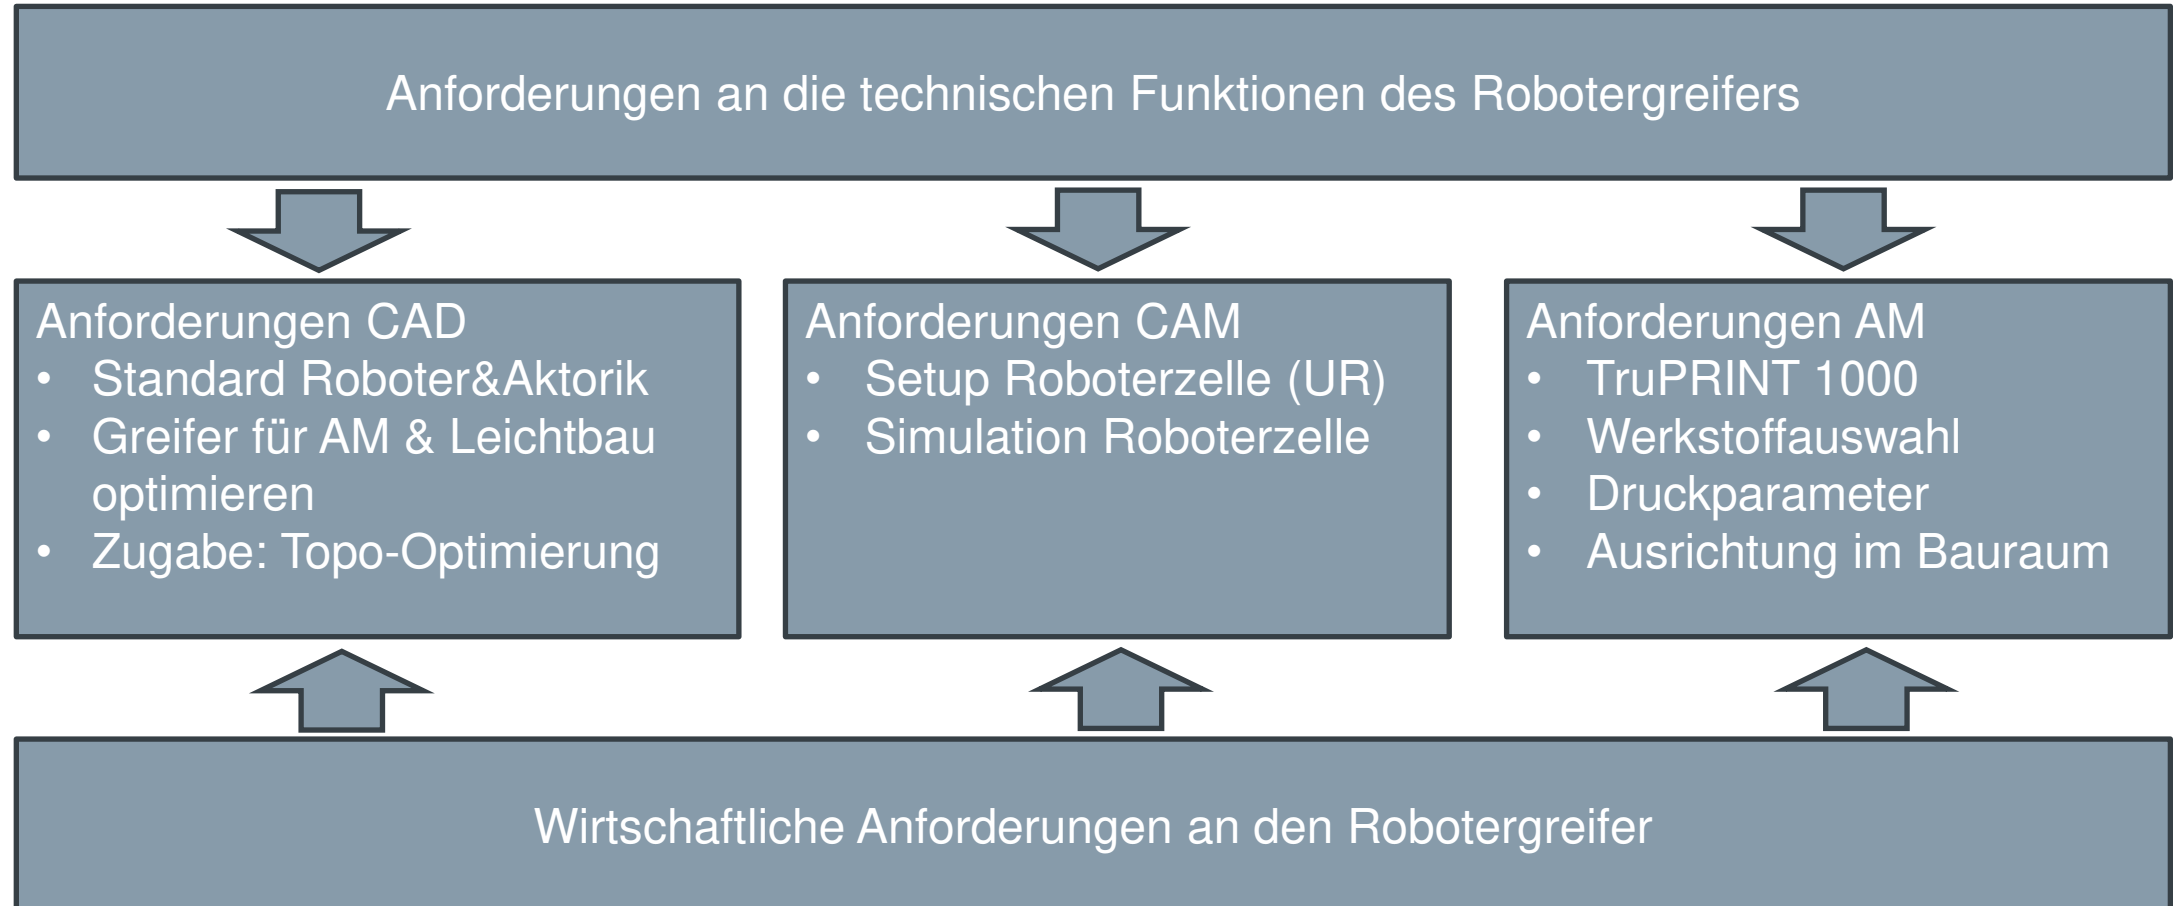 Anforderungen an die technischen Funktionen des Robotergreifers
Anforderungen CAD
• Standard Roboter&Aktorik
• Greifer für AM & Leichtbau
optimieren
• Zugabe: Topo-Optimierung
Anforderungen CAM
• Setup Roboterzelle (UR)
• Simulation Roboterzelle
Anforderungen AM
• TruPRINT 1000
• Werkstoffauswahl
• Druckparameter
• Ausrichtung im Bauraum
Wirtschaftliche Anforderungen an den Robotergreifer